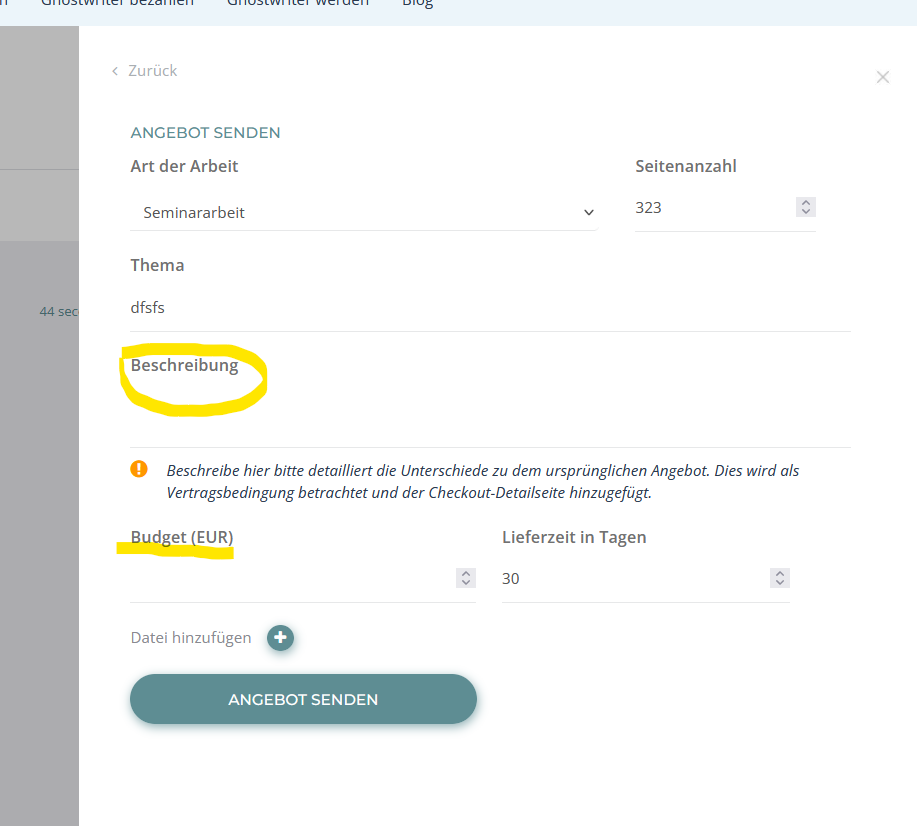 Ghostwriter bezahlen Ghostwriter werden Blog
Zurück
ANGEBOT SENDEN
Art der Arbeit Seitenanzahl
Seminararbeit 323
Thema
dfsfs
44 sec
Beschreibung
Beschreibe hier bitte detailliert die Unterschiede zu dem ursprünglichen Angebot. Dies wird als
Vertragsbedingung betrachtet und der Checkout-Detailseite hinzugefügt.
Budget (EUR) Lieferzeit in Tagen
30
Datei hinzufügen
ANGEBOT SENDEN